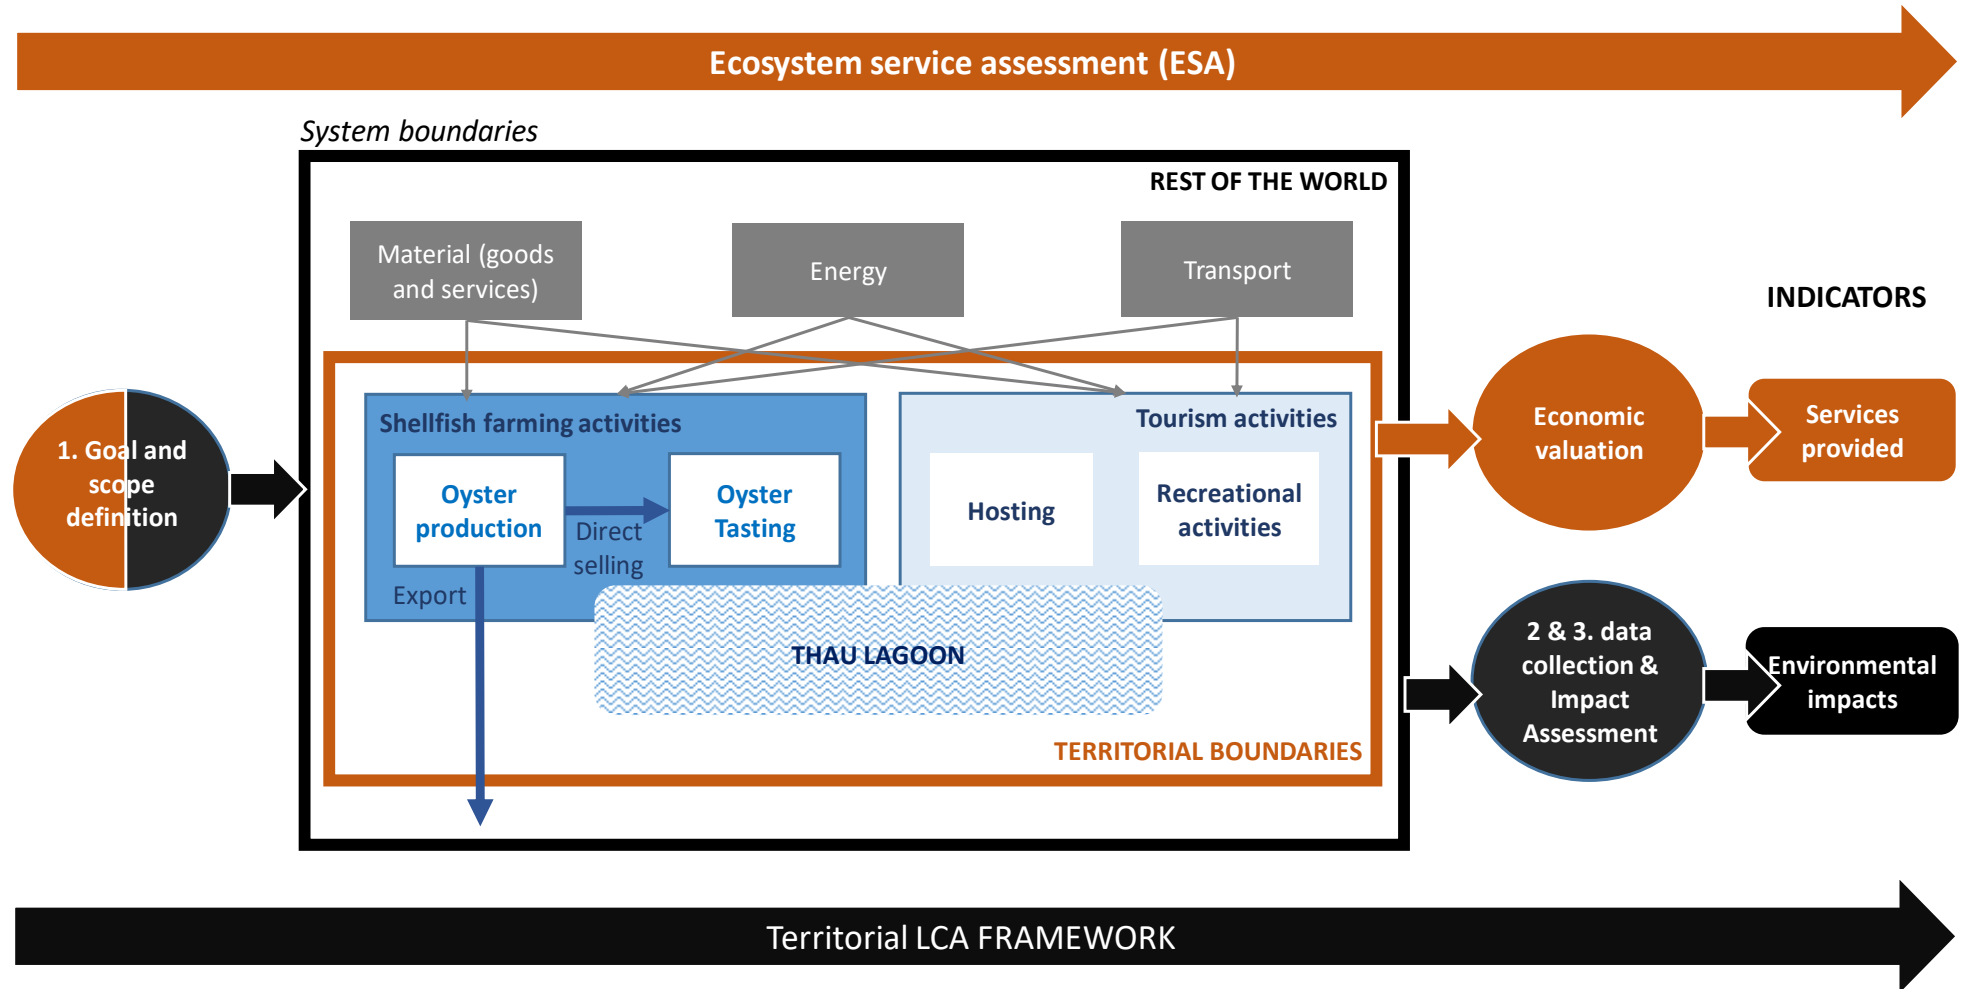 Ecosystem service assessment (ESA)
System boundaries
REST OF THE WORLD
Material (goods
and services)
Energy
Transport
INDICATORS
1. Goal and
scope
definition
Shellfish farming activities
Oyster
production
Direct
selling
Oyster
Tasting
Export
Tourism activities
Hosting
Recreational
activities
THAU LAGOON
TERRITORIAL BOUNDARIES
Economic
valuation
Services
provided
2 & 3. data
collection &
Impact
Assessment
Environmental
impacts
Territorial LCA FRAMEWORK